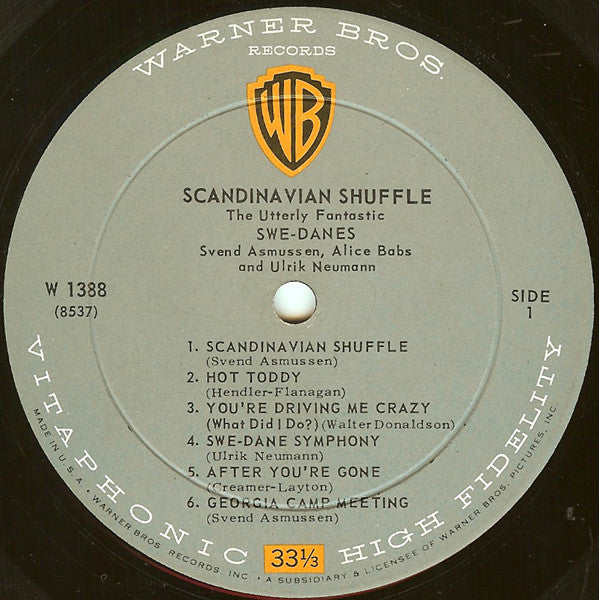 WARNER BROS.
RECORDS
WB
SCANDINAVIAN SHUFFLE
The Utterly Fantastic
SWE-DANES
Svend Asmussen, Alice Babs
and Ulrik Neumann
W 1388
(8537)
SIDE
1
1. SCANDINAVIAN SHUFFLE
(Svend Asmussen)
2. HOT TODDY
(Hendler-Flanagan)
3. YOU'RE DRIVING ME CRAZY
(What Did I Do?) (Walter Donaldson)
4. SWE-DANE SYMPHONY
(Ulrik Neumann)
5. AFTER YOU'RE GONE
(Creamer-Layton)
6. GEORGIA CAMP MEETING
(Svend Asmussen)
VITAPHONIC
33⅓
HIGH FIDELITY
MADE IN U.S.A. • WARNER BROS. RECORDS, INC. • A SUBSIDIARY & LICENSEE OF WARNER BROS. PICTURES, INC.